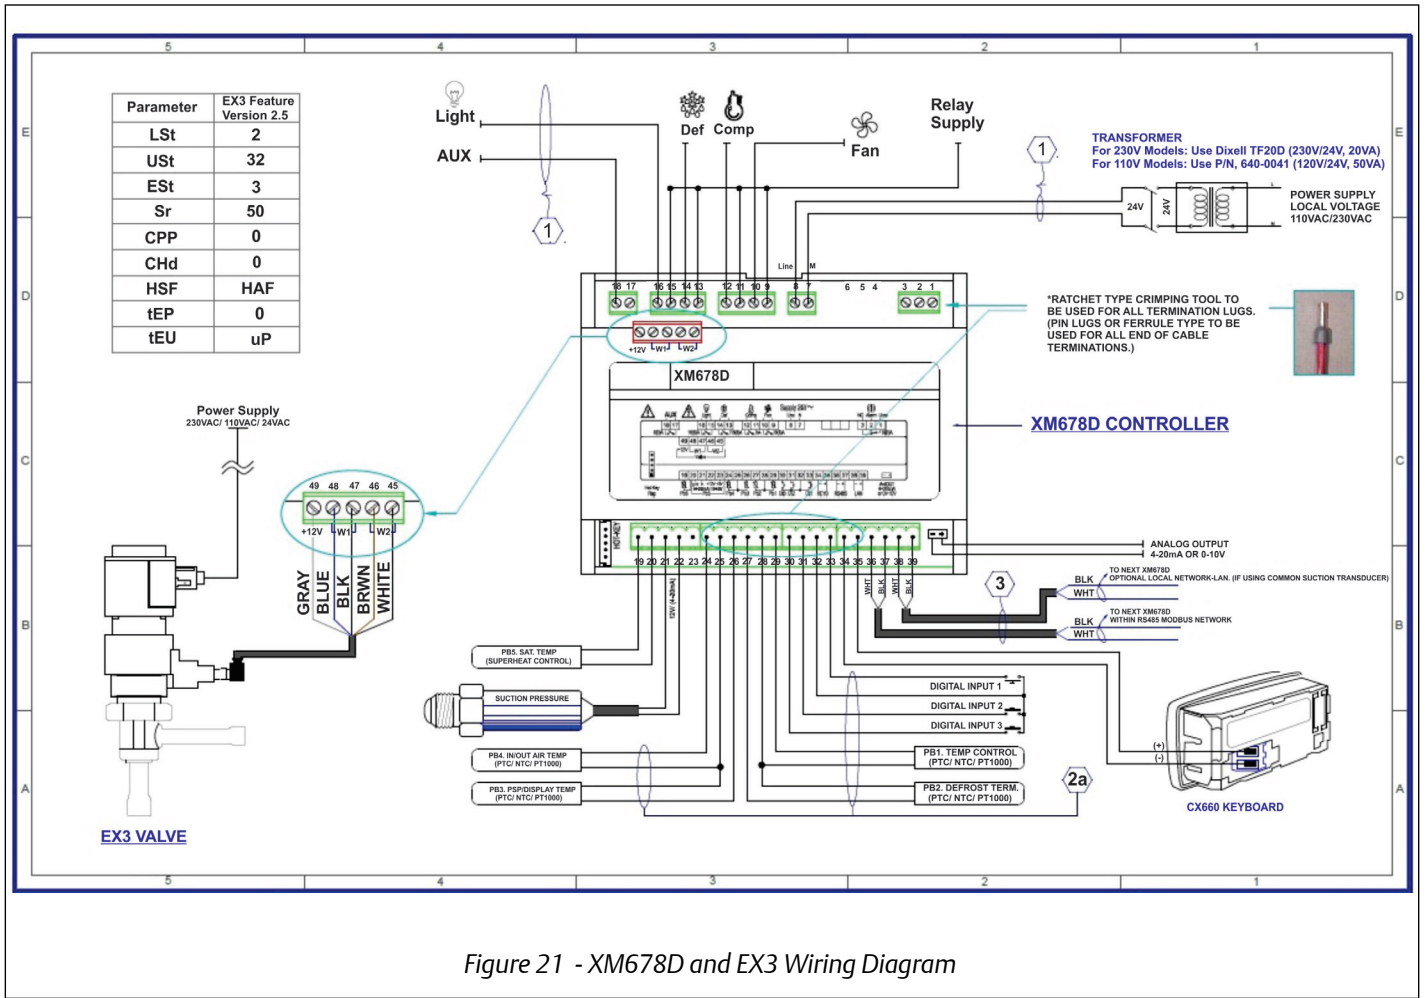 5 4 3 2 1
E
E
D
D
C
C
B
B
A
A
Parameter
EX3 Feature
Version 2.5
LSt 2
USt 32
ESt 3
Sr 50
CPP 0
CHd 0
HSF HAF
tEP 0
tEU uP
Light
AUX
Def
Comp
Fan
Relay
Supply
1
1
TRANSFORMER
For 230V Models: Use Dixell TF20D (230V/24V, 20VA)
For 110V Models: Use P/N, 640-0041 (120V/24V, 50VA)
24V
24V
L
N
POWER SUPPLY
LOCAL VOLTAGE
110VAC/230VAC
Line M
18 17 16 15 14 13 12 11 10 9 8 7 6 5 4 3 2 1
+12V W1 W2
*RATCHET TYPE CRIMPING TOOL TO
BE USED FOR ALL TERMINATION LUGS.
(PIN LUGS OR FERRULE TYPE TO BE
USED FOR ALL END OF CABLE
TERMINATIONS.)
XM678D
XM678D CONTROLLER
Power Supply
230VAC/ 110VAC/ 24VAC
49 48 47 46 45
+12V W1 W2
GRAY
BLUE
BLK
BRWN
WHITE
EX3 VALVE
HOT-KEY
19 20 21 22 23 24 25 26 27 28 29 30 31 32 33 34 35 36 37 38 39
12V (4-20mA)
WHT
BLK
WHT
BLK
ANALOG OUTPUT
4-20mA OR 0-10V
3
BLK
WHT
TO NEXT XM678D
OPTIONAL LOCAL NETWORK-LAN. (IF USING COMMON SUCTION TRANSDUCER)
BLK
WHT
TO NEXT XM678D
WITHIN RS485 MODBUS NETWORK
PB5. SAT. TEMP
(SUPERHEAT CONTROL)
SUCTION PRESSURE
PB4. IN/OUT AIR TEMP
(PTC/ NTC/ PT1000)
PB3. PSP/DISPLAY TEMP
(PTC/ NTC/ PT1000)
DIGITAL INPUT 1
DIGITAL INPUT 2
DIGITAL INPUT 3
PB1. TEMP CONTROL
(PTC/ NTC/ PT1000)
PB2. DEFROST TERM.
(PTC/ NTC/ PT1000)
2a
(+)
(-)
CX660 KEYBOARD
5 4 3 2 1
Figure 21 - XM678D and EX3 Wiring Diagram